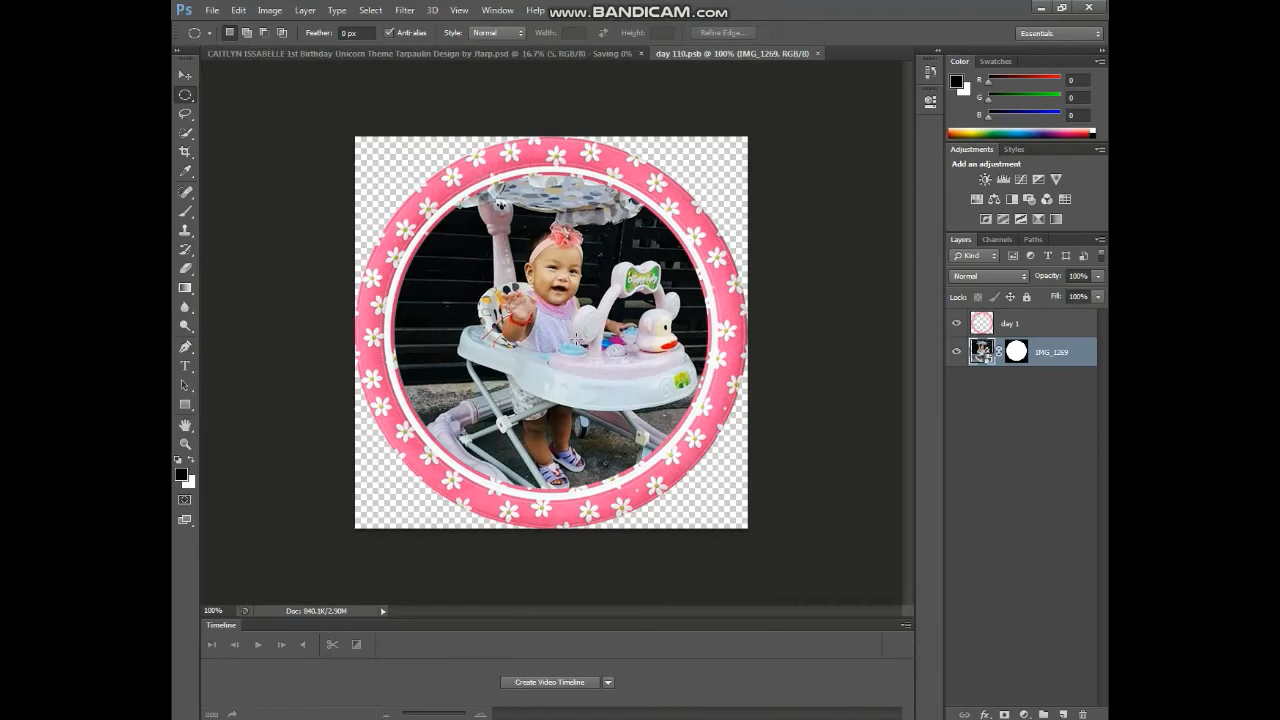 Ps File Edit Image Layer Type Select Filter 3D View Window Help
www.BANDICAM.com
Feather: 0 px Anti-alias Style: Normal Width: Height: Refine Edge... Essentials
CAITLYN ISSABELLE 1st Birthday Unicorn Theme Tarpaulin Design by Jtarp.psd @ 16.7% (5, RGB/8) - Saving 0% × day 110.psb @ 100% (IMG_1269, RGB/8) ×
Color Swatches
R 0
G 0
B 0
Adjustments Styles
Add an adjustment
Layers Channels Paths
Kind
Normal Opacity: 100%
Lock: Fill: 100%
day 1
IMG_1269
100% Doc: 840.1K/2.90M
Timeline
Create Video Timeline
fx